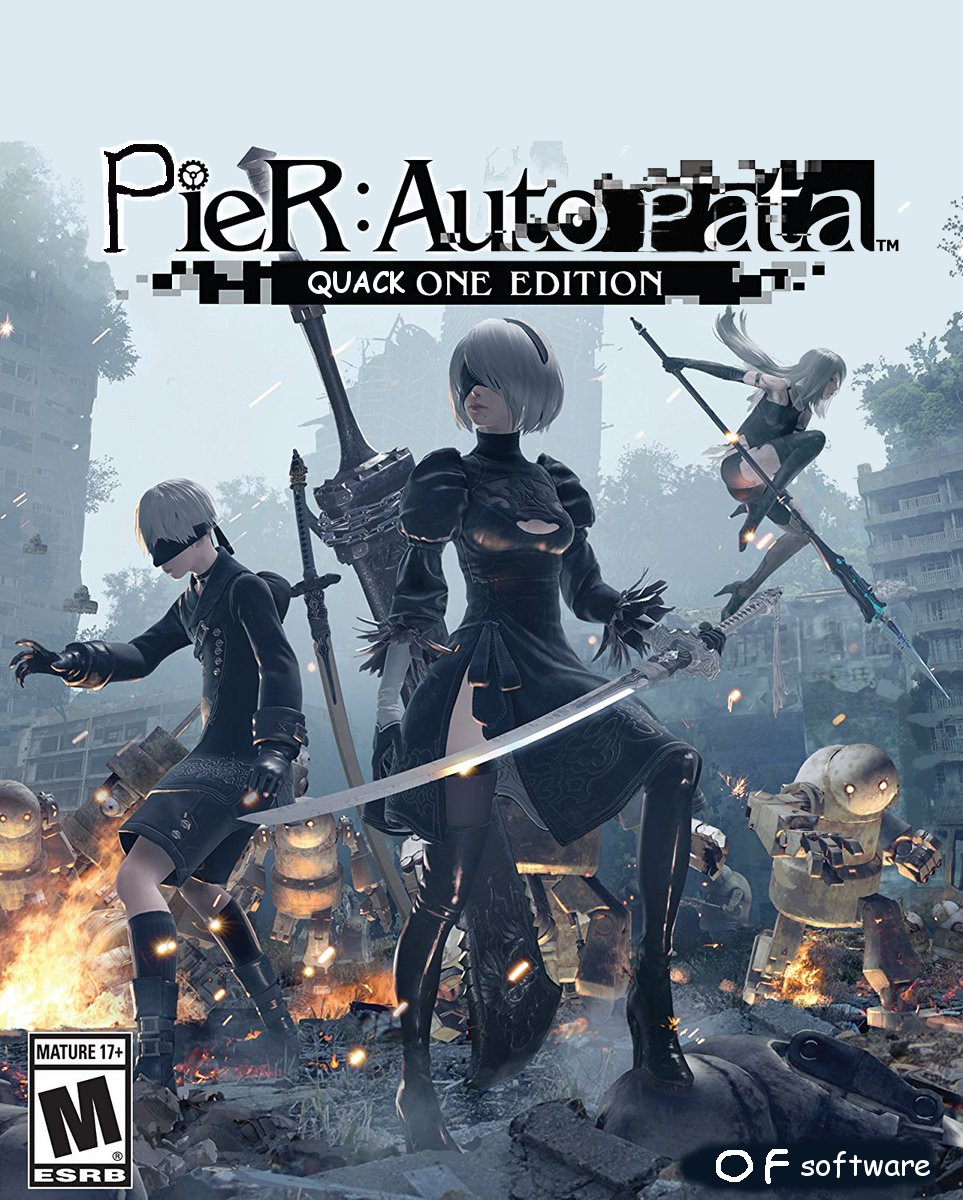 PieR: Auto Pata™
QUACK ONE EDITION
MATURE 17+
M®
ESRB
OF software